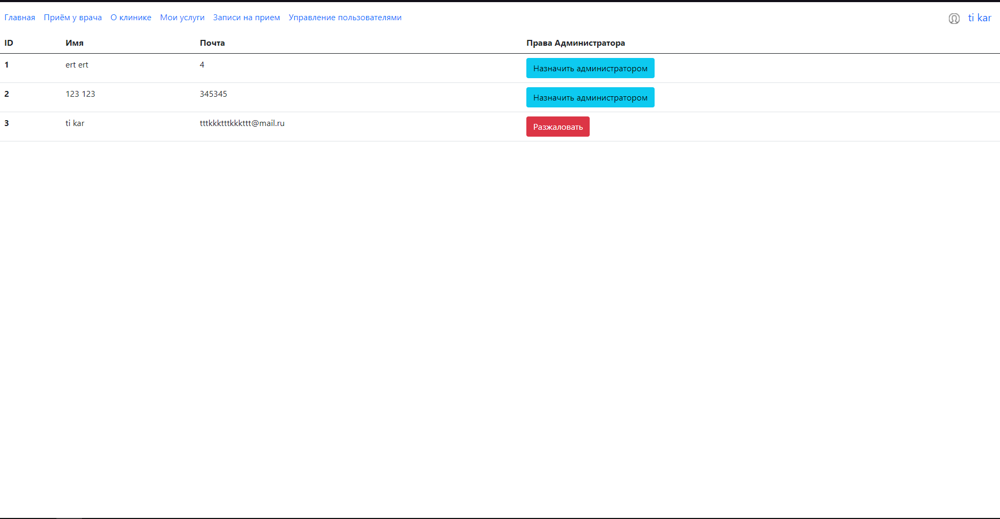 Главная Приём у врача О клинике Мои услуги Записи на прием Управление пользователями ti kar
ID Имя Почта Права Администратора
1 ert ert 4 Назначить администратором
2 123 123 345345 Назначить администратором
3 ti kar tttkkktttkkkttt@mail.ru Разжаловать